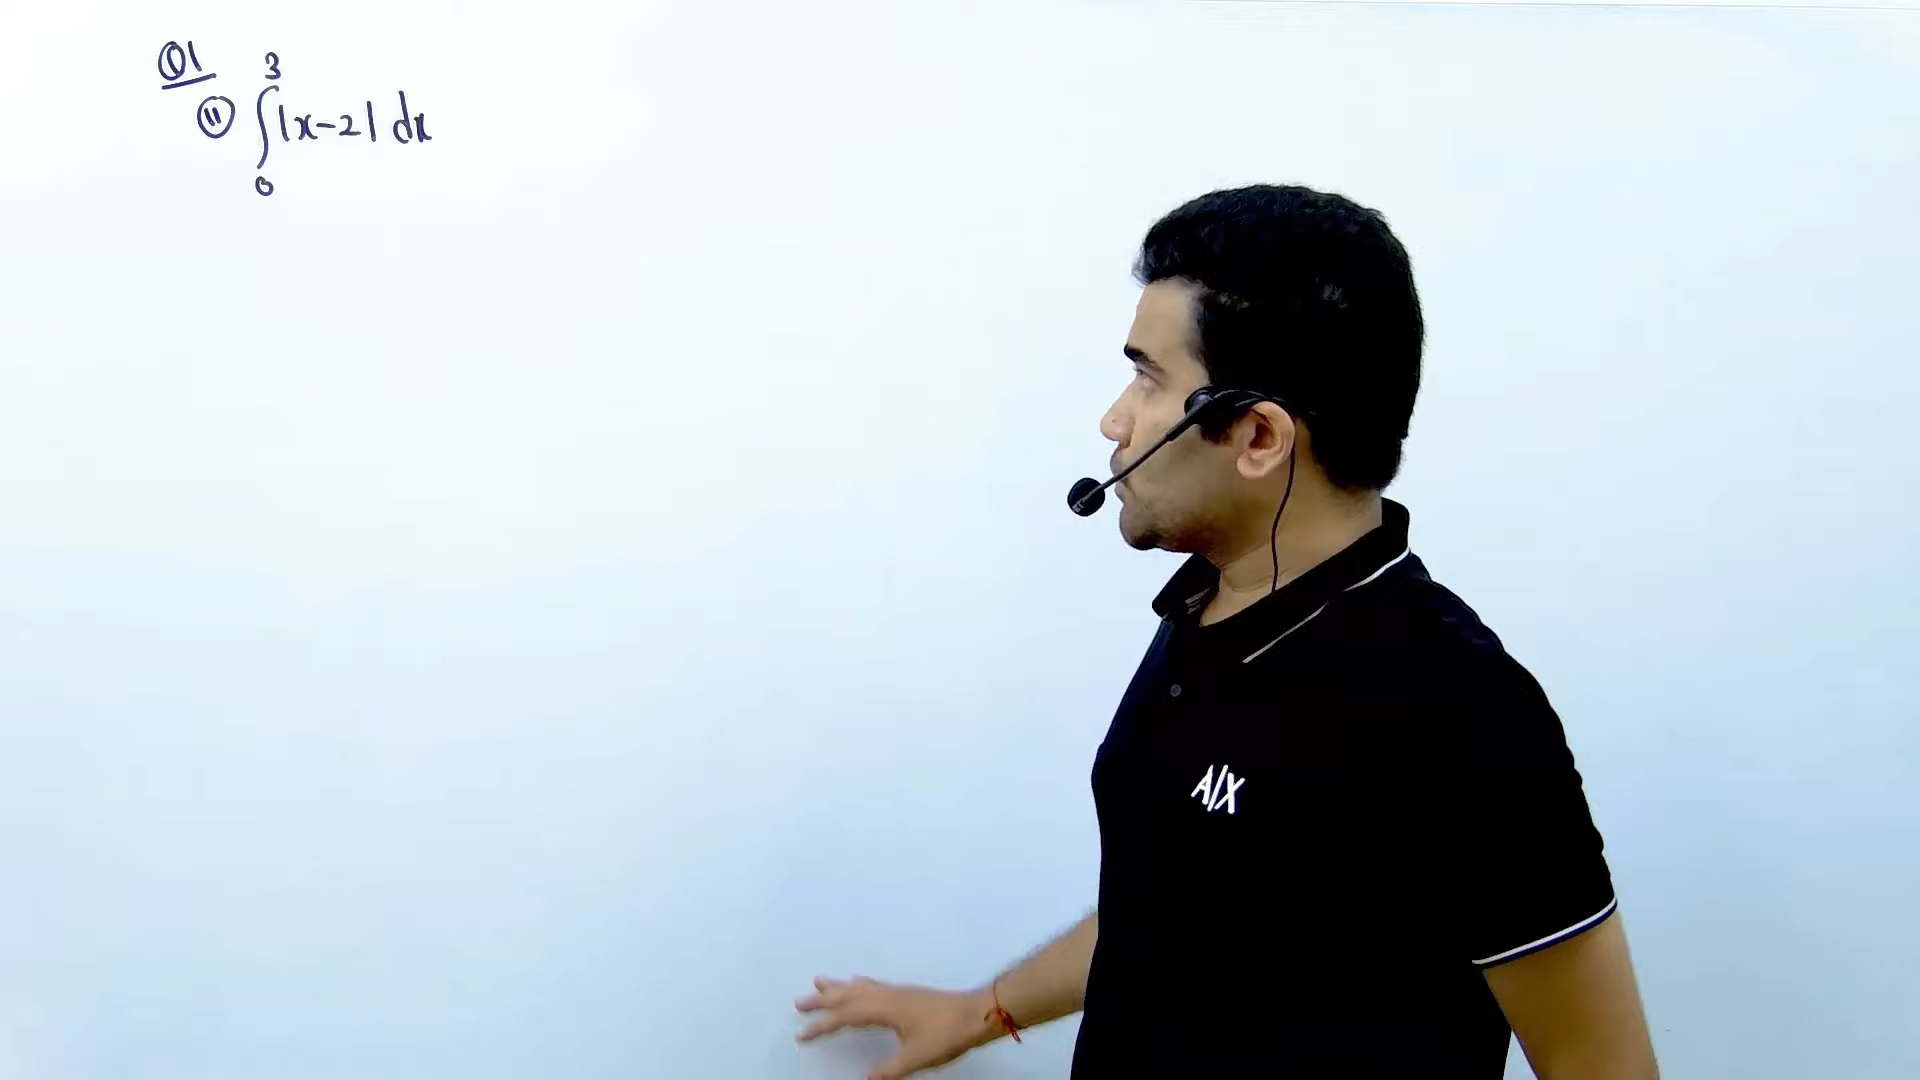 Q1
(ii) ∫₀³ |x-2| dx
A/X